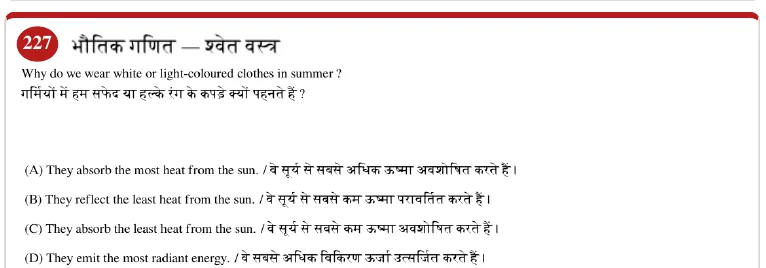 227 भौतिक गणित — श्वेत वस्त्र
Why do we wear white or light-coloured clothes in summer ?
गर्मियों में हम सफेद या हल्के रंग के कपड़े क्यों पहनते हैं ?
(A) They absorb the most heat from the sun. / वे सूर्य से सबसे अधिक ऊष्मा अवशोषित करते हैं।
(B) They reflect the least heat from the sun. / वे सूर्य से सबसे कम ऊष्मा परावर्तित करते हैं।
(C) They absorb the least heat from the sun. / वे सूर्य से सबसे कम ऊष्मा अवशोषित करते हैं।
(D) They emit the most radiant energy. / वे सबसे अधिक विकिरण ऊर्जा उत्सर्जित करते हैं।